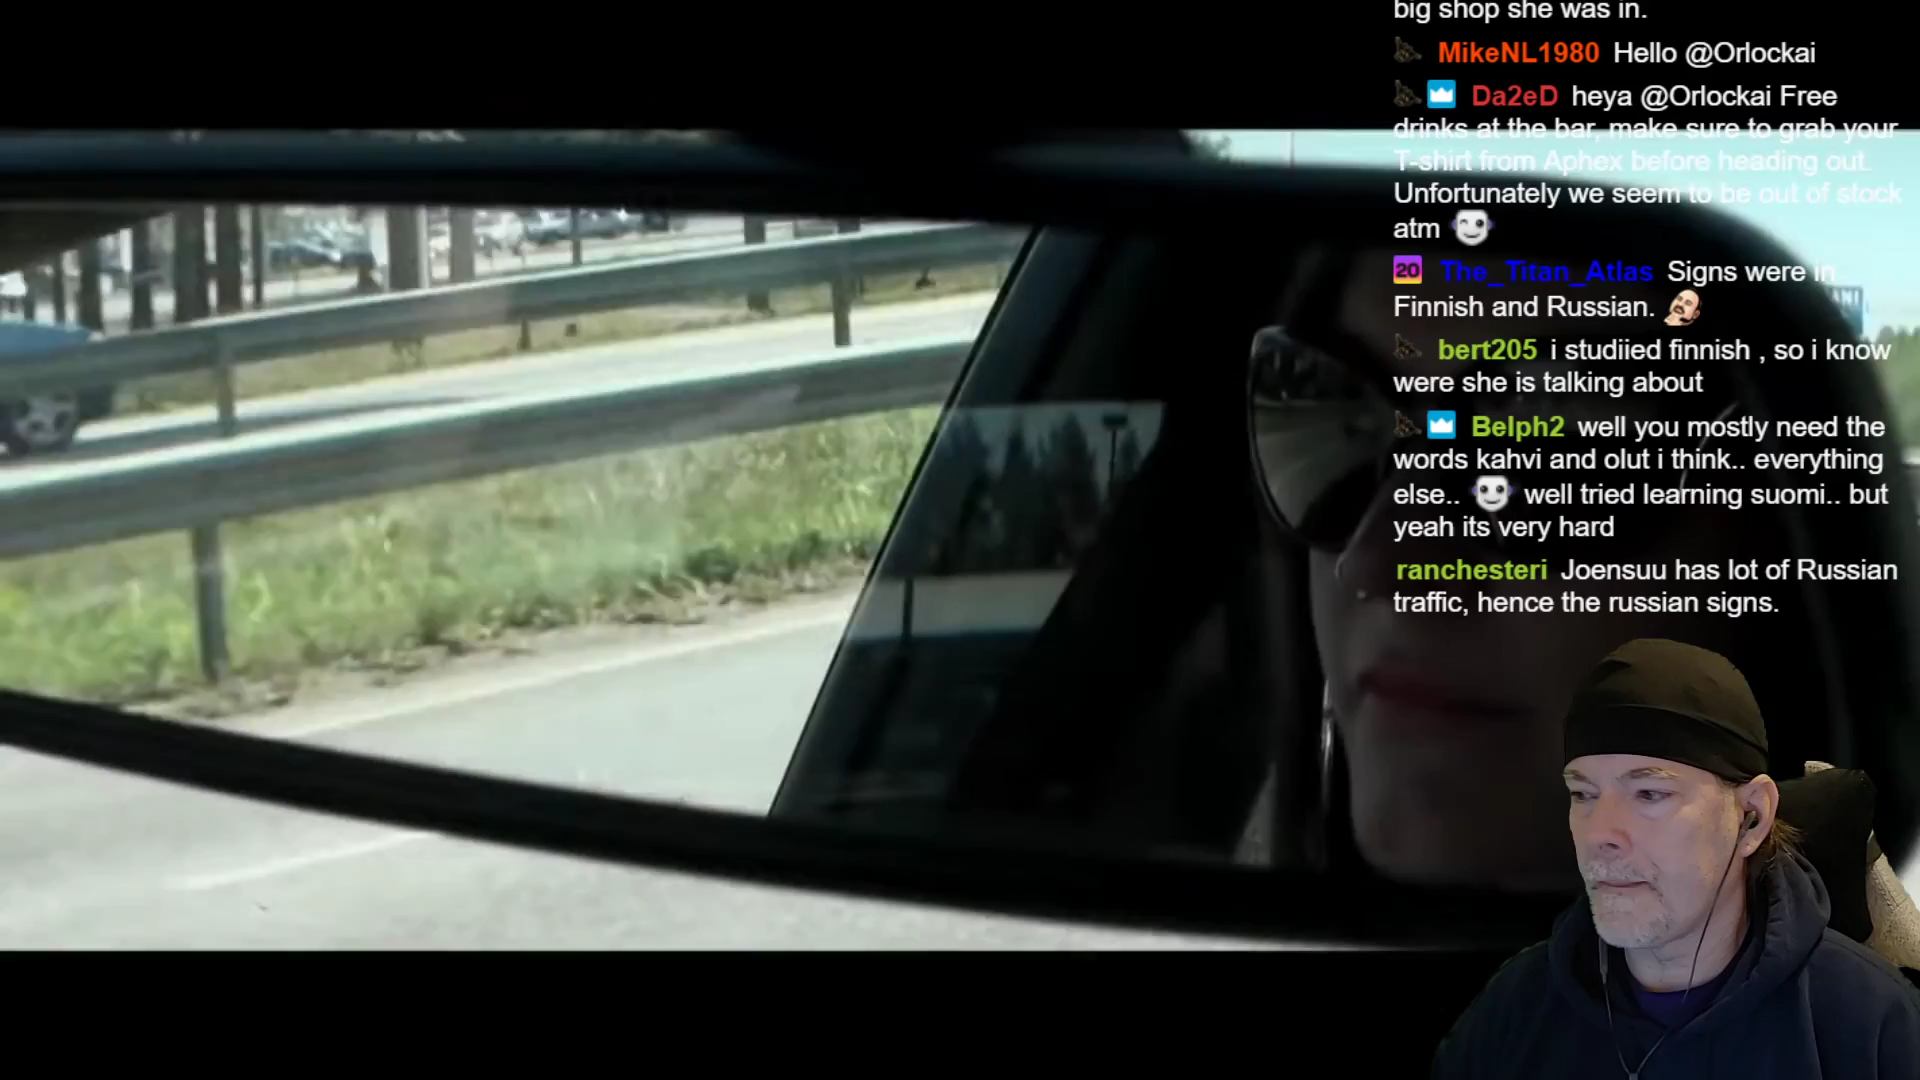 big shop she was in.
MikeNL1980 Hello @Orlockai
Da2eD heya @Orlockai Free
drinks at the bar, make sure to grab your
T-shirt from Aphex before heading out.
Unfortunately we seem to be out of stock
atm
20 The_Titan_Atlas Signs were in
Finnish and Russian.
bert205 i studiied finnish , so i know
were she is talking about
Belph2 well you mostly need the
words kahvi and olut i think.. everything
else.. well tried learning suomi.. but
yeah its very hard
ranchesteri Joensuu has lot of Russian
traffic, hence the russian signs.